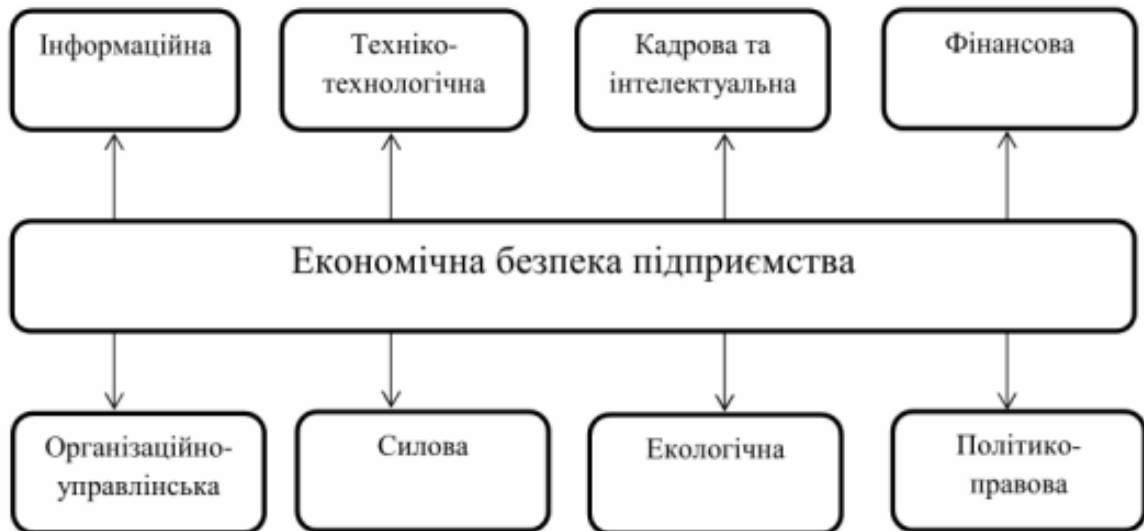 Інформаційна
Техніко-
технологічна
Кадрова та
інтелектуальна
Фінансова
Економічна безпека підприємства
Організаційно-
управлінська
Силова
Екологічна
Політико-
правова